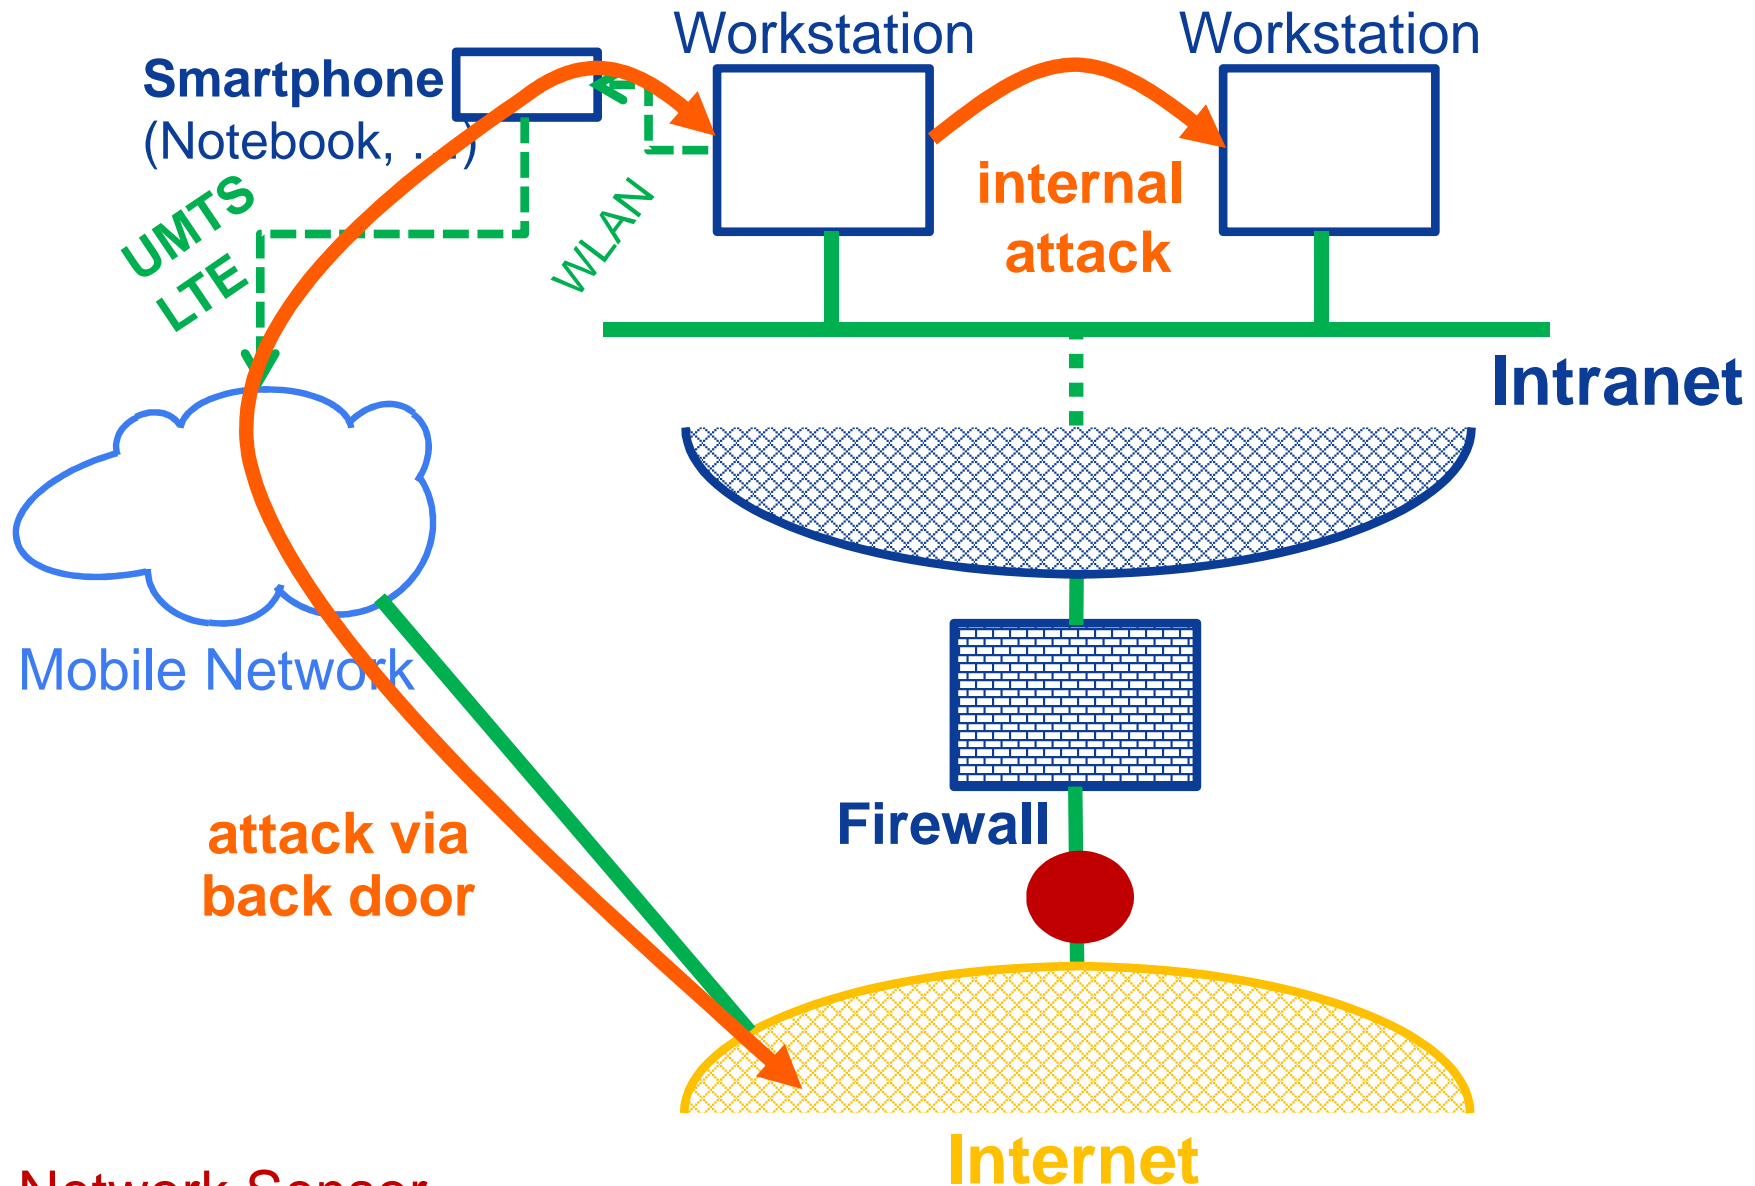 Workstation
Workstation
Smartphone
(Notebook, ...)
UMTS
LTE
WLAN
internal
attack
Intranet
Mobile Network
Firewall
attack via
back door
Internet
Network Sensor